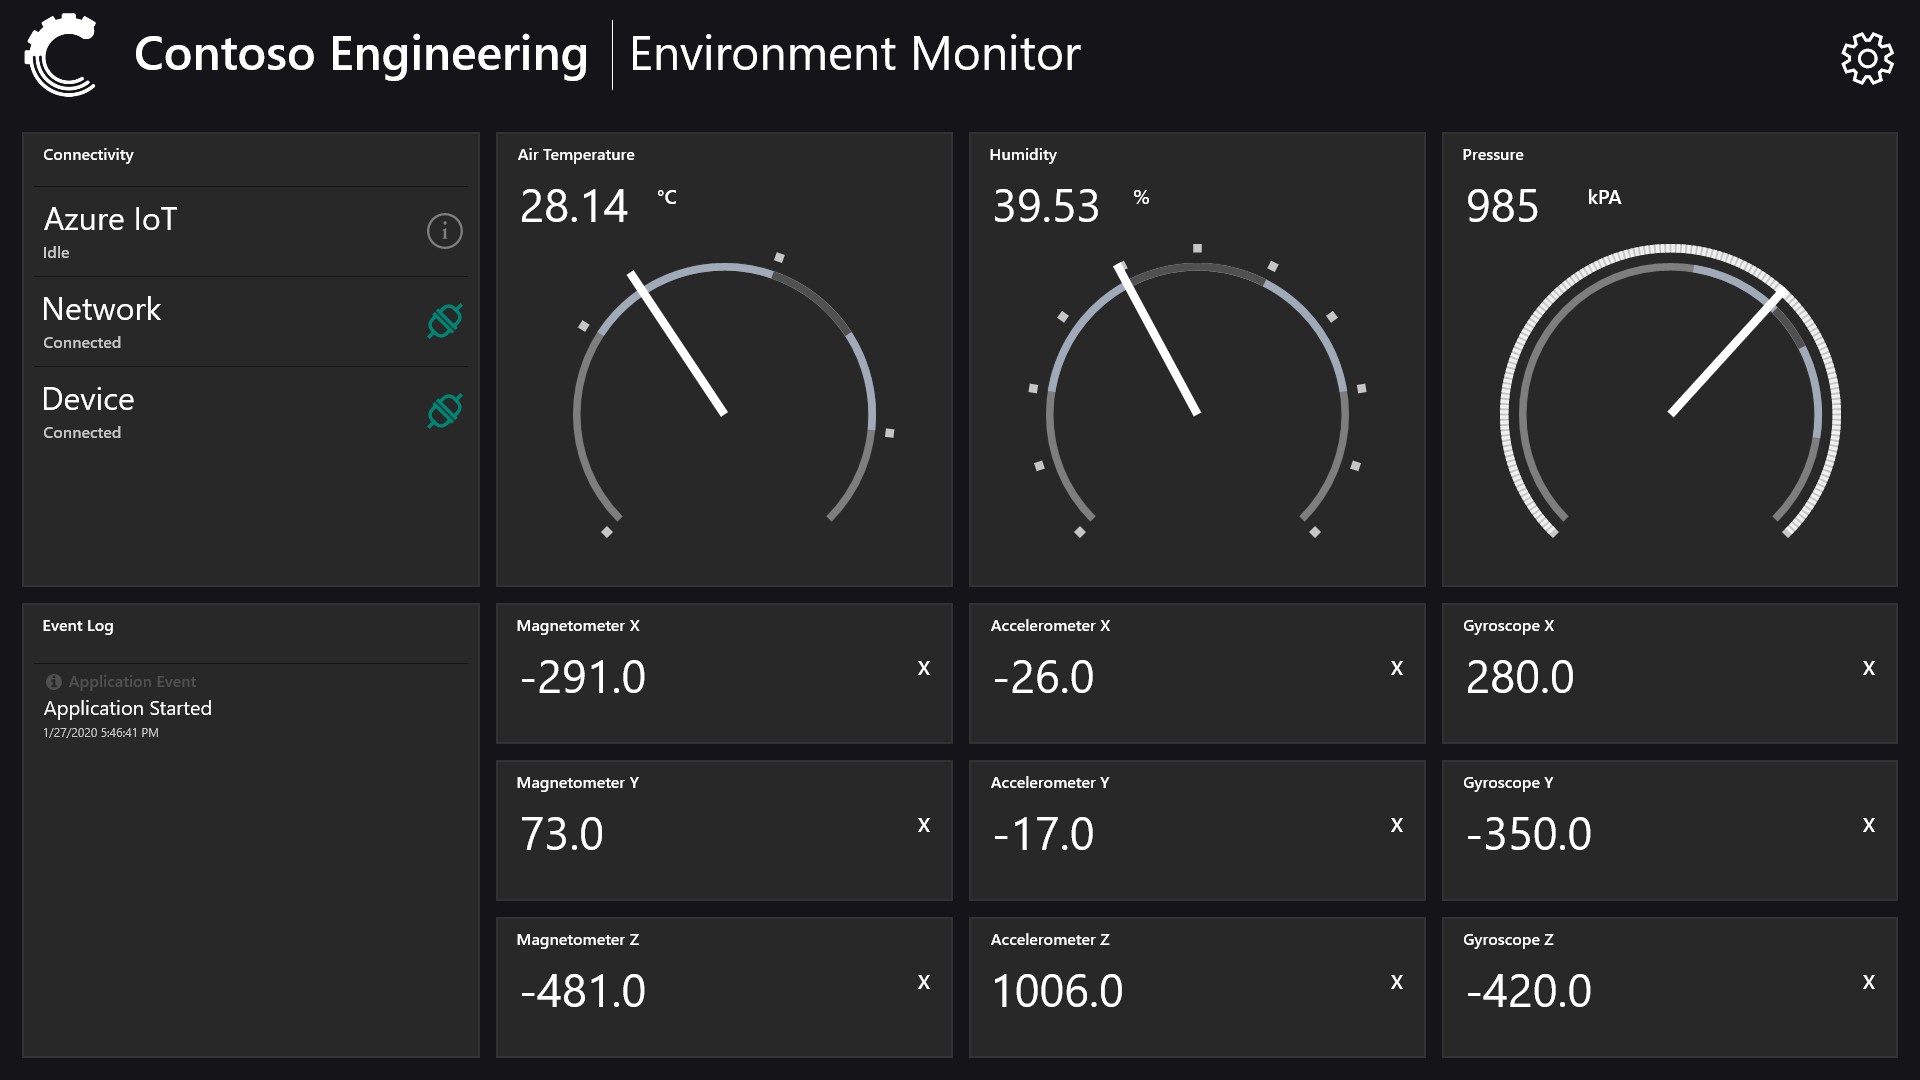 Contoso Engineering
Environment Monitor
Connectivity
Azure IoT
Idle
Network
Connected
Device
Connected
Air Temperature
28.14 °C
Humidity
39.53 %
Pressure
985 kPA
Event Log
Application Event
Application Started
1/27/2020 5:46:41 PM
Magnetometer X
-291.0 X
Accelerometer X
-26.0 X
Gyroscope X
280.0 X
Magnetometer Y
73.0 X
Accelerometer Y
-17.0 X
Gyroscope Y
-350.0 X
Magnetometer Z
-481.0 X
Accelerometer Z
1006.0 X
Gyroscope Z
-420.0 X